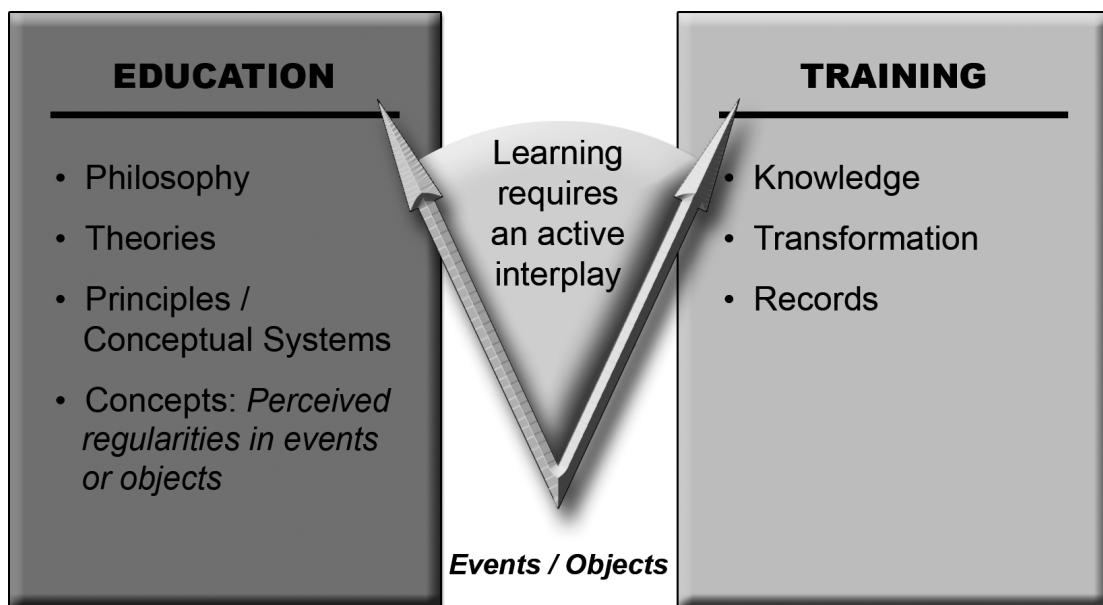 EDUCATION
• Philosophy
• Theories
• Principles /
Conceptual Systems
• Concepts: Perceived
regularities in events
or objects
Learning
requires
an active
interplay
Events / Objects
TRAINING
• Knowledge
• Transformation
• Records